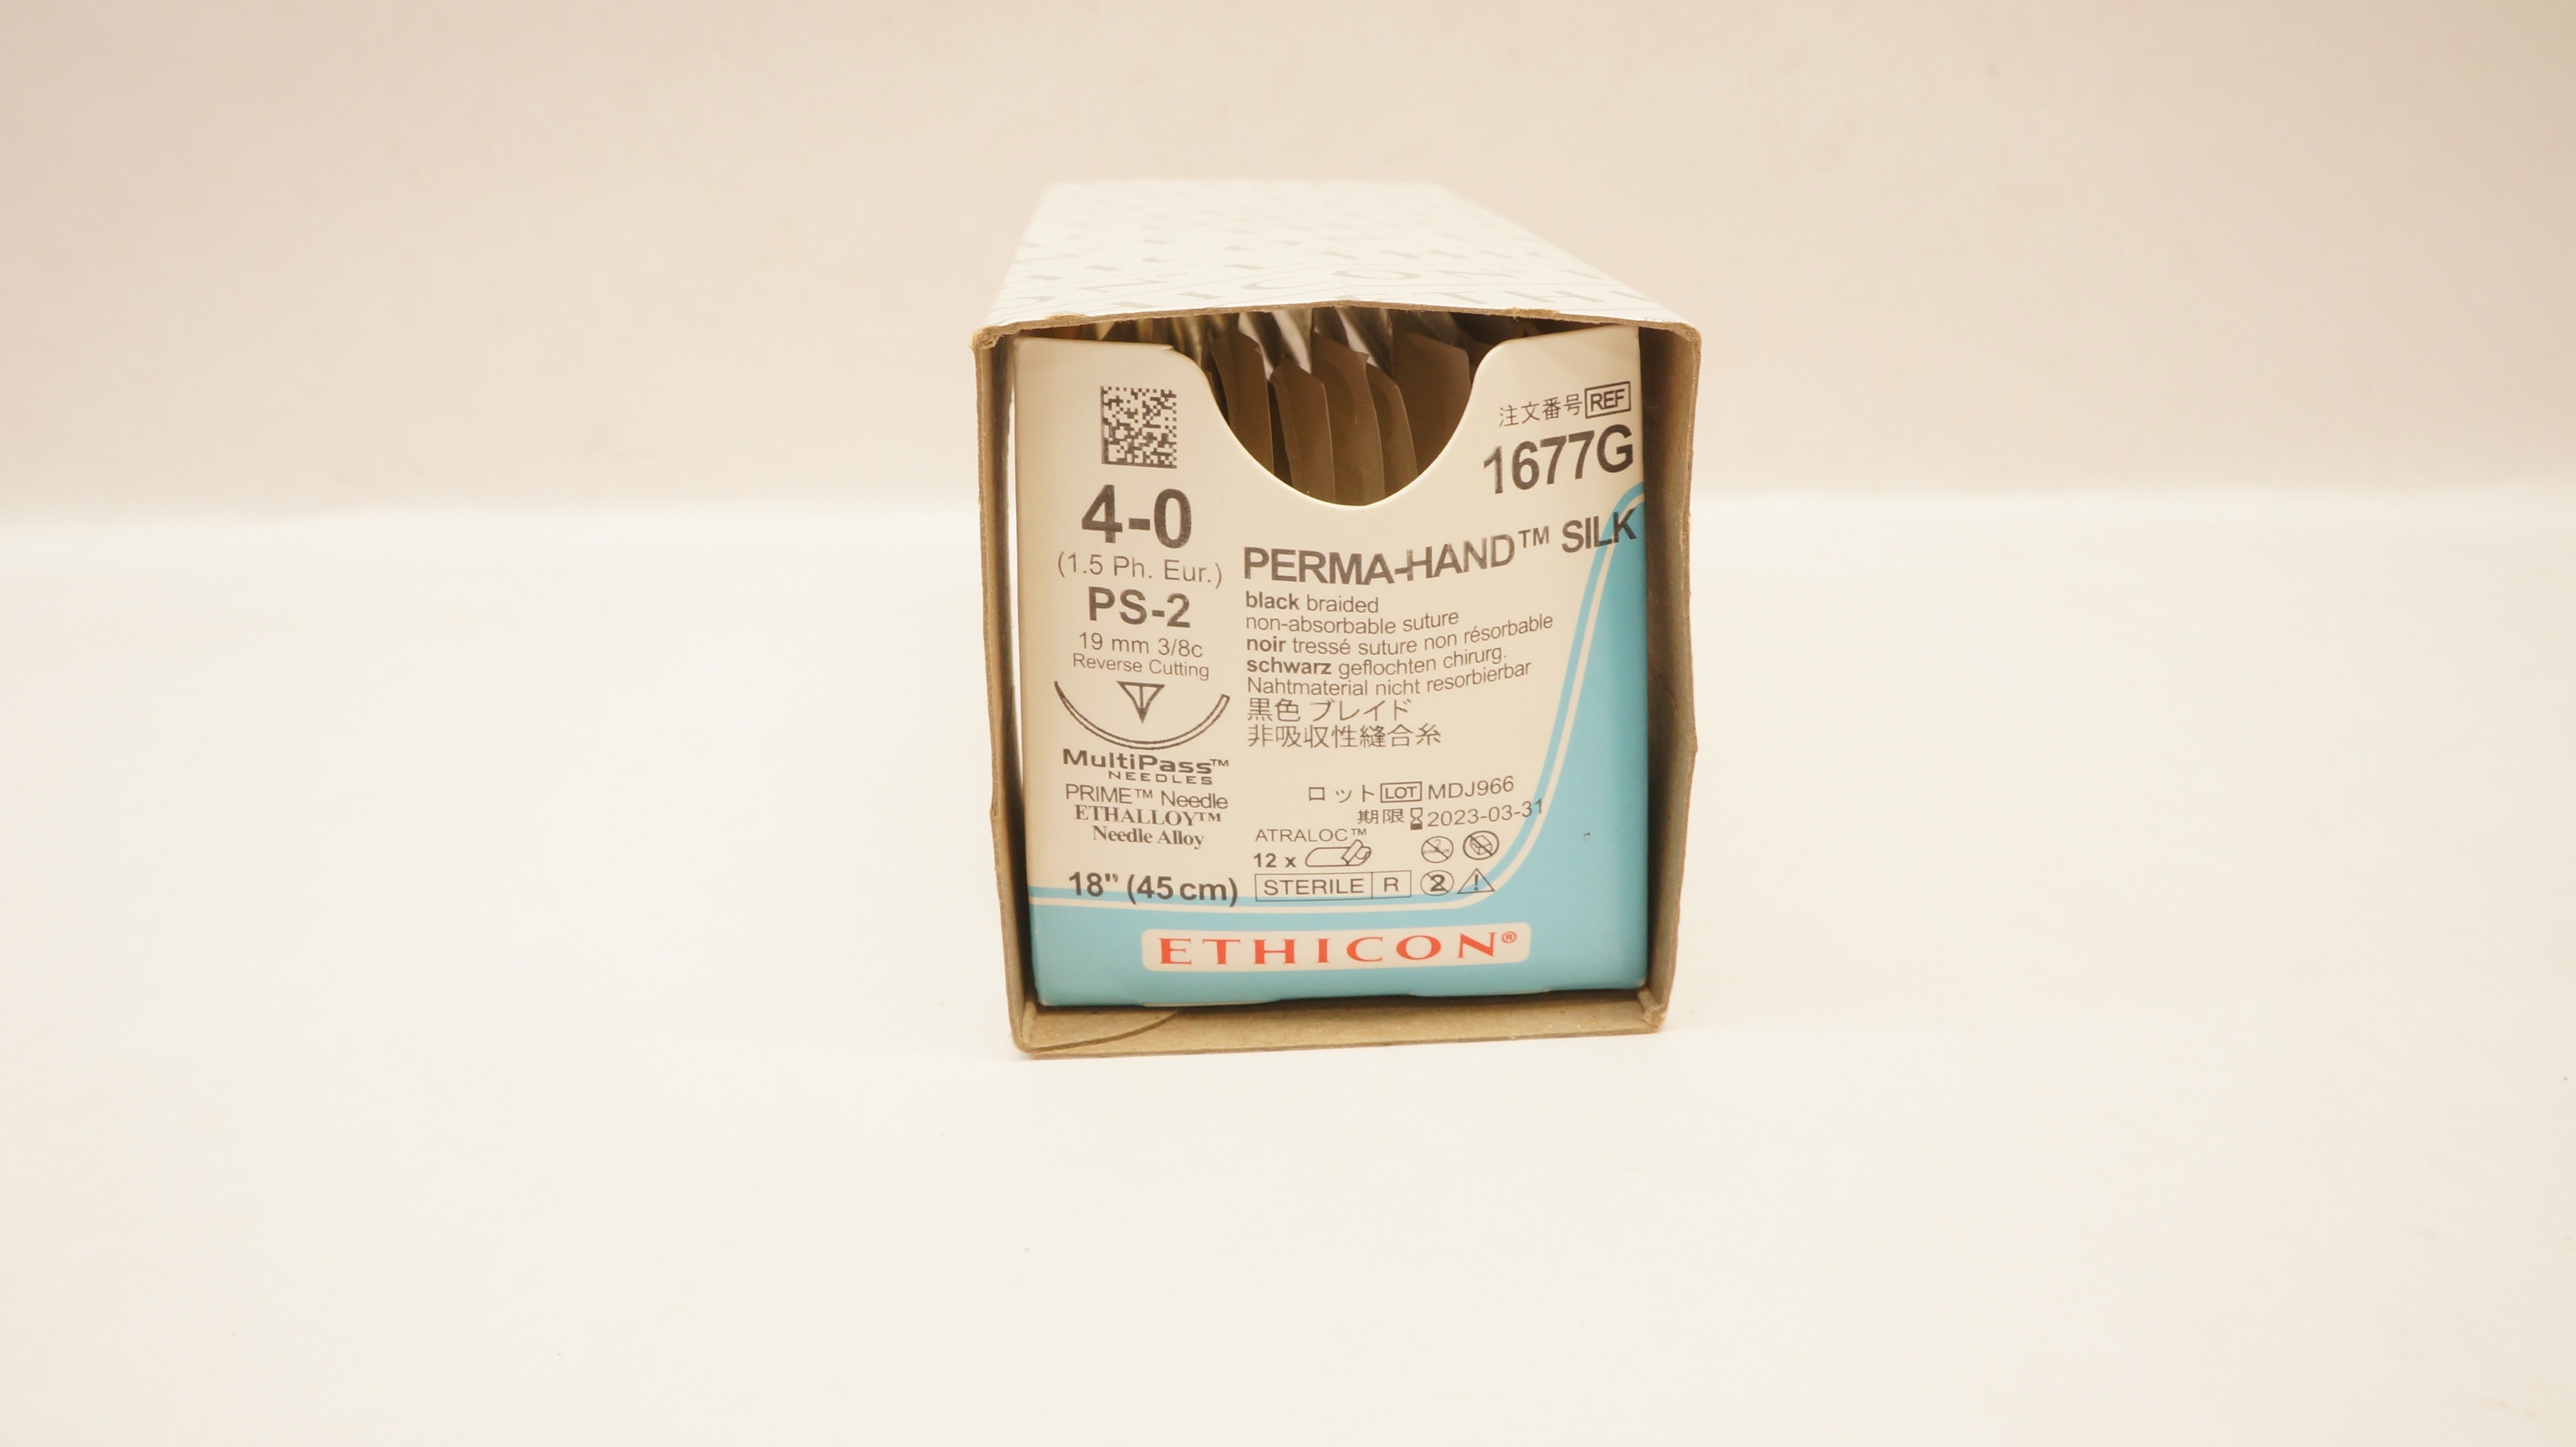 4-0
(1.5 Ph. Eur.)
PS-2
19 mm 3/8c
Reverse Cutting
MultiPass™
NEEDLES
PRIME™ Needle
ETHALLOY™
Needle Alloy
18" (45 cm)
注文番号 REF
1677G
PERMA-HAND™ SILK
black braided
non-absorbable suture
noir tressé suture non résorbable
schwarz geflochten chirurg.
Nahtmaterial nicht resorbierbar
黒色 ブレイド
非吸収性縫合糸
ロット LOT MDJ966
期限 2023-03-31
ATRALOC™
12 x
STERILE R 2
ETHICON®